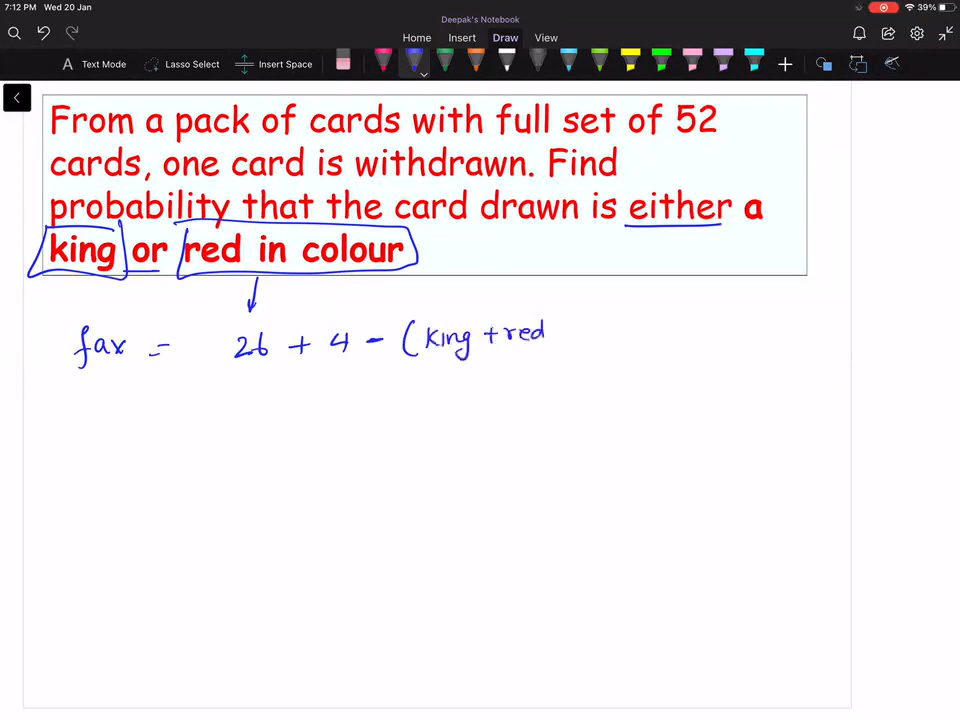 7:12 PM Wed 20 Jan
39%
Deepak's Notebook
Home Insert Draw View
A Text Mode Lasso Select Insert Space
From a pack of cards with full set of 52
cards, one card is withdrawn. Find
probability that the card drawn is either a
king or red in colour
fax = 26 + 4 - (King + red